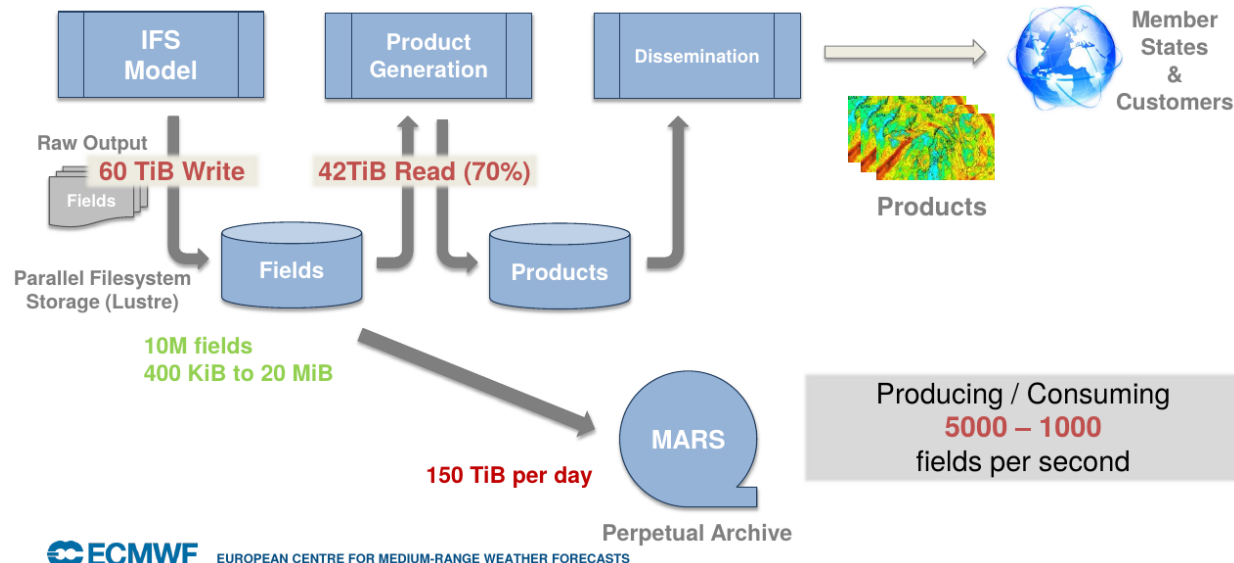 IFS
Model
Product
Generation
Dissemination
Member
States
&
Customers
Raw Output
Fields
60 TiB Write
42TiB Read (70%)
Products
Fields
Products
Parallel Filesystem
Storage (Lustre)
10M fields
400 KiB to 20 MiB
MARS
150 TiB per day
Perpetual Archive
Producing / Consuming
5000 – 1000
fields per second
ECMWF EUROPEAN CENTRE FOR MEDIUM-RANGE WEATHER FORECASTS